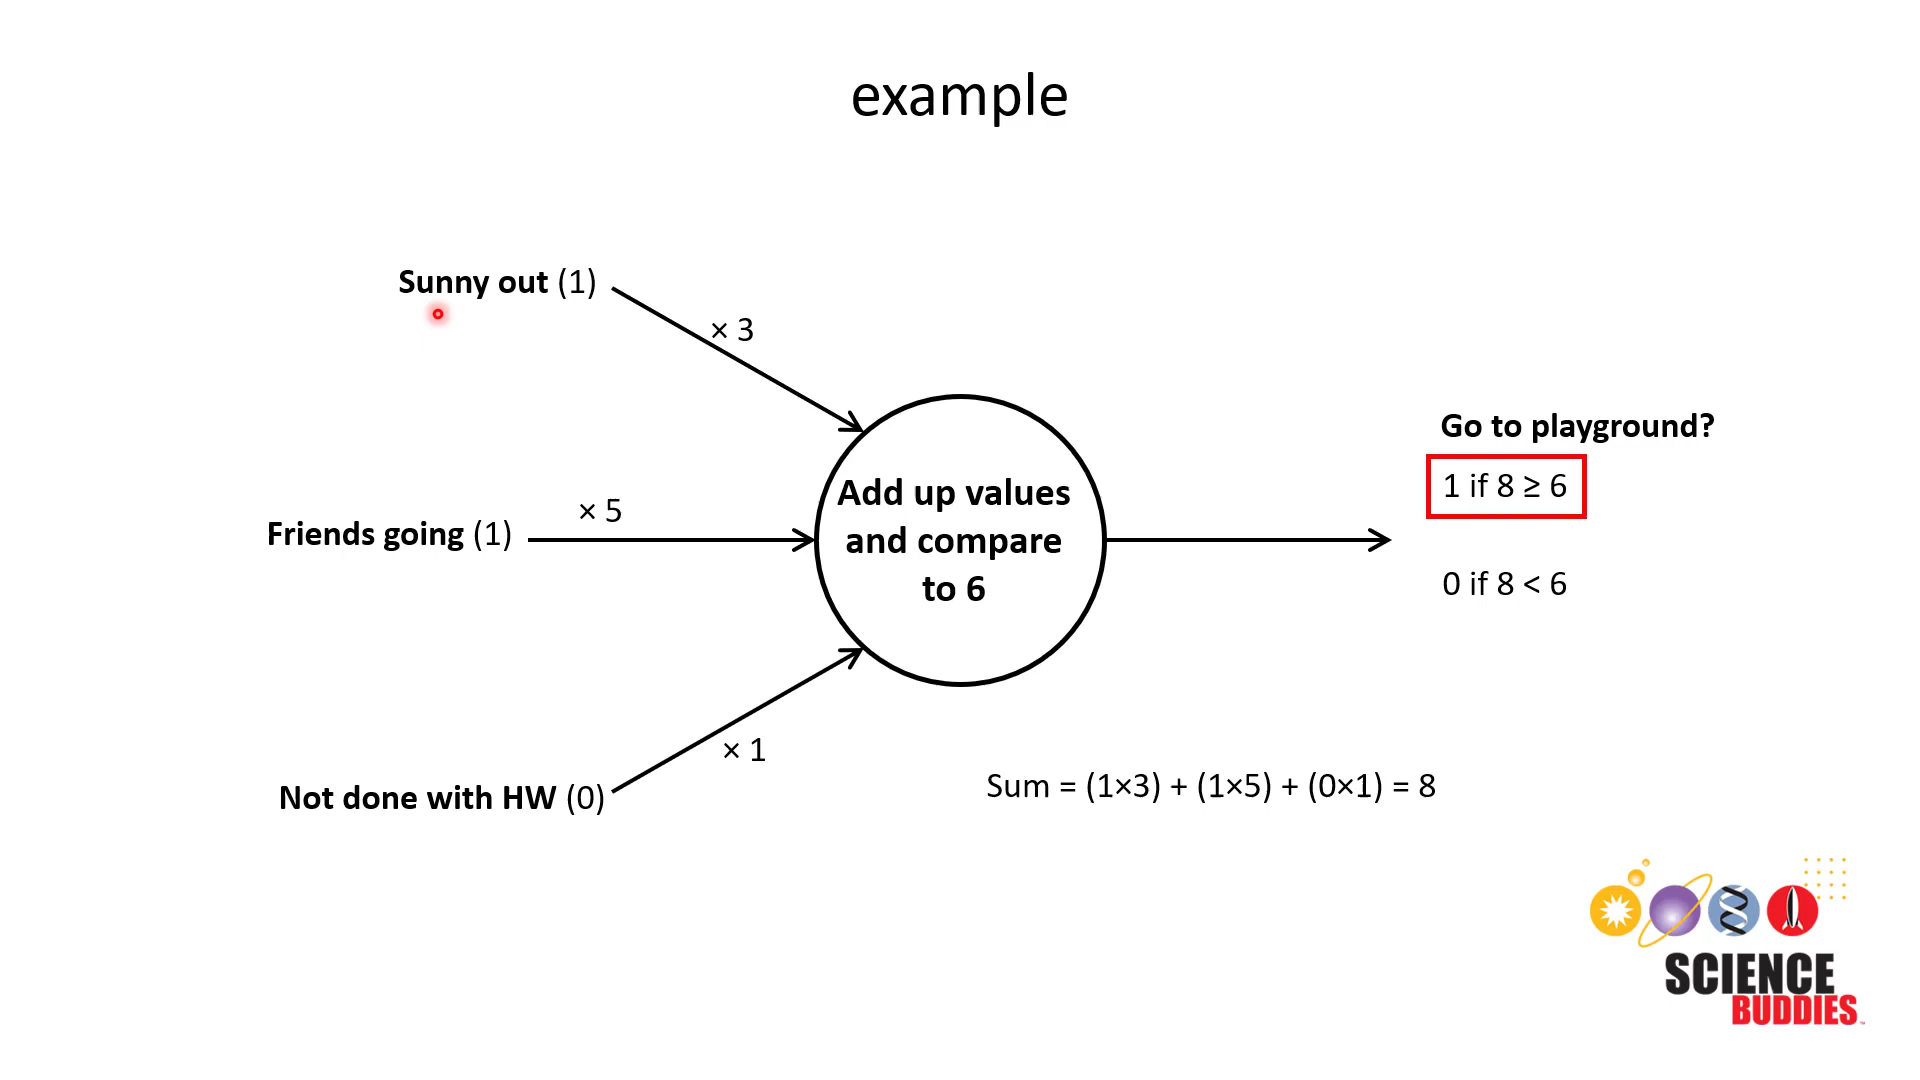 example
Sunny out (1)
× 3
Friends going (1)
× 5
Not done with HW (0)
× 1
Add up values
and compare
to 6
Go to playground?
1 if 8 ≥ 6
0 if 8 < 6
Sum = (1×3) + (1×5) + (0×1) = 8
SCIENCE
BUDDIES